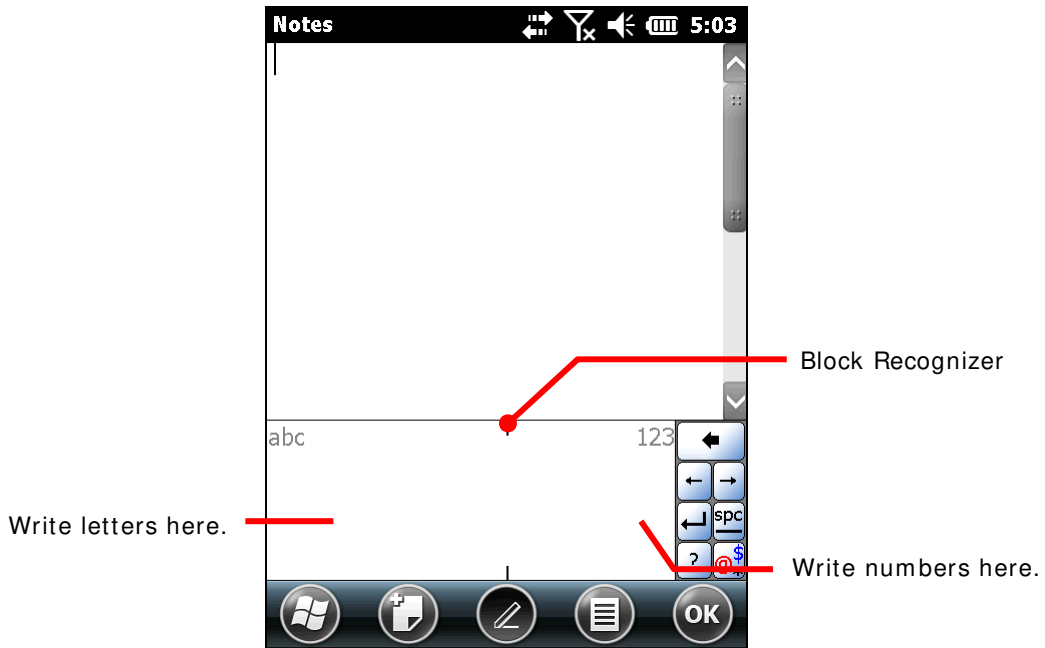 Notes 5:03
Block Recognizer
abc 123
Write letters here.
spc
? @$*
Write numbers here.
OK